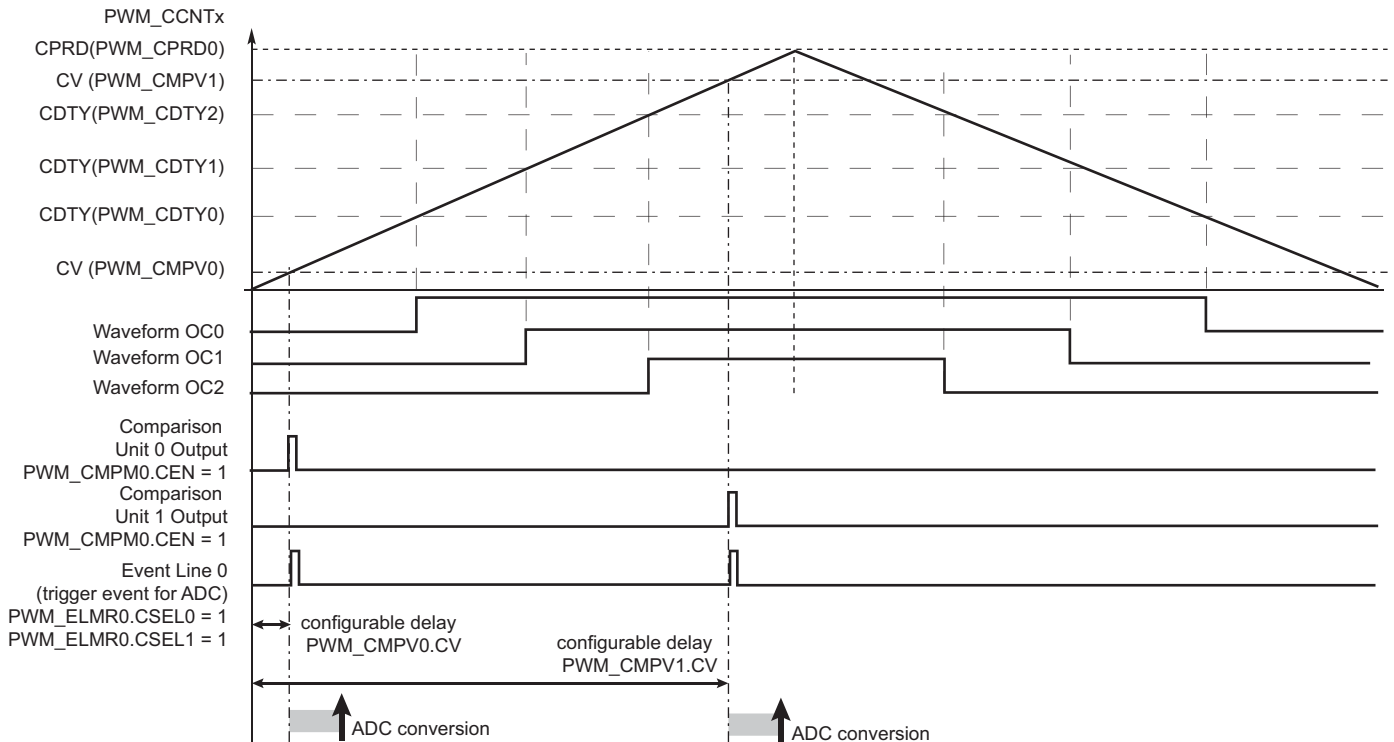 PWM_CCNTx
CPRD(PWM_CPRD0)
CV (PWM_CMPV1)
CDTY(PWM_CDTY2)
CDTY(PWM_CDTY1)
CDTY(PWM_CDTY0)
CV (PWM_CMPV0)
Waveform OC0
Waveform OC1
Waveform OC2
Comparison
Unit 0 Output
PWM_CMPM0.CEN = 1
Comparison
Unit 1 Output
PWM_CMPM0.CEN = 1
Event Line 0
(trigger event for ADC)
PWM_ELMR0.CSEL0 = 1
PWM_ELMR0.CSEL1 = 1
configurable delay
PWM_CMPV0.CV
configurable delay
PWM_CMPV1.CV
ADC conversion
ADC conversion